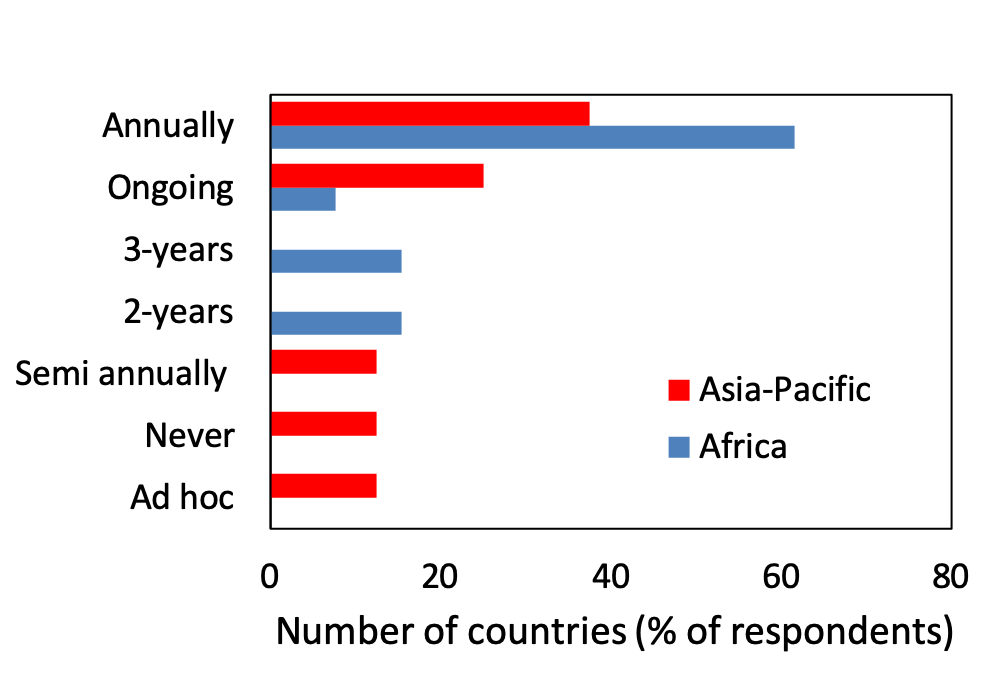 Annually
Ongoing
3-years
2-years
Semi annually
Never
Ad hoc
Asia-Pacific
Africa
0 20 40 60 80
Number of countries (% of respondents)